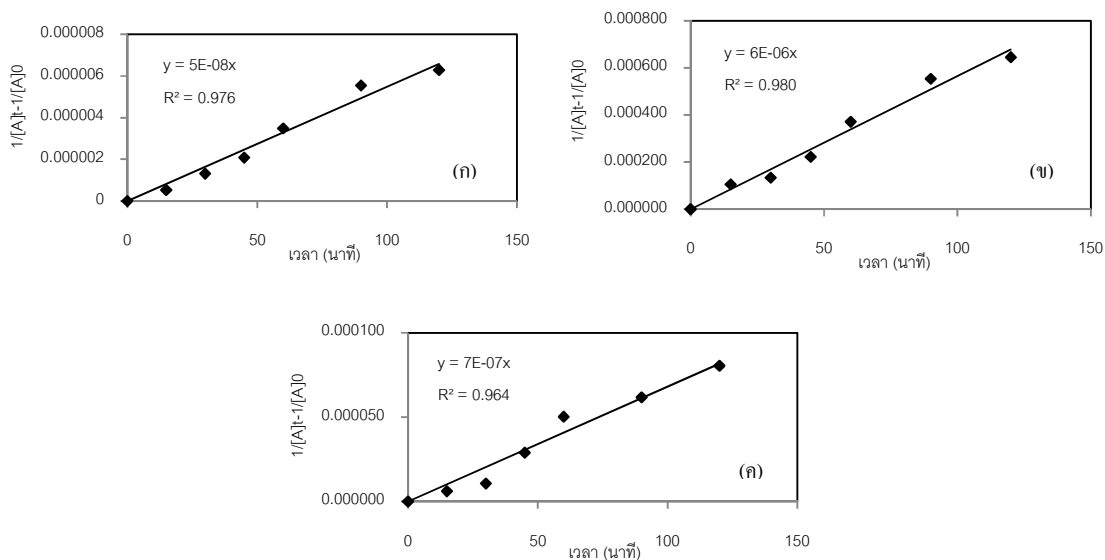 0.000008
0.000006
0.000004
0.000002
0
1/[A]t-1/[A]0
y = 5E-08x
R² = 0.976
(ก)
0
50
100
150
เวลา (นาที)
0.000800
0.000600
0.000400
0.000200
0.000000
1/[A]t-1/[A]0
y = 6E-06x
R² = 0.980
(ข)
0
50
100
150
เวลา (นาที)
0.000100
0.000050
0.000000
1/[A]t-1/[A]0
y = 7E-07x
R² = 0.964
(ค)
0
50
100
150
เวลา (นาที)